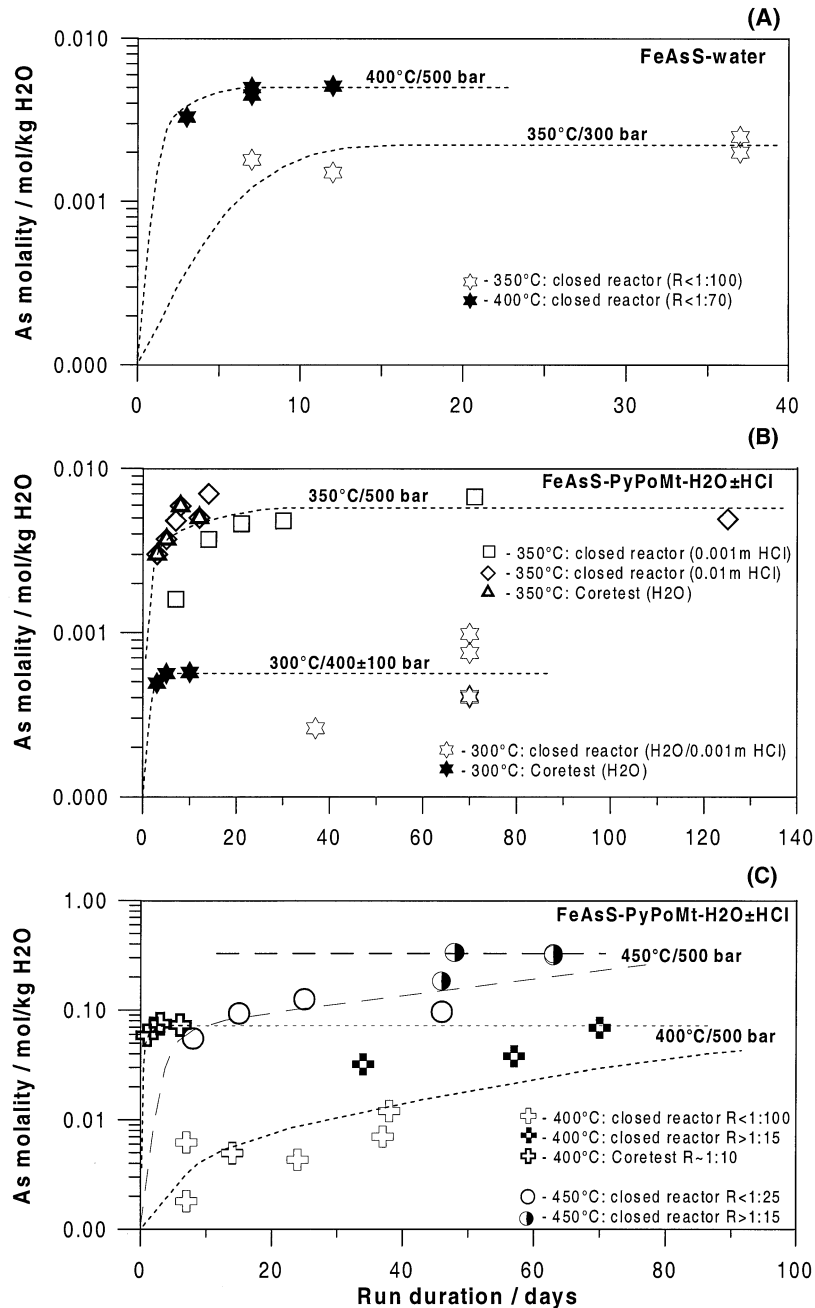 (A)
0.010
FeAsS-water
400°C/500 bar
350°C/300 bar
0.001
- 350°C: closed reactor (R<1:100)
- 400°C: closed reactor (R<1:70)
0.000
0 10 20 30 40
As molality / mol/kg H2O
(B)
0.010
FeAsS-PyPoMt-H2O±HCl
350°C/500 bar
- 350°C: closed reactor (0.001m HCl)
- 350°C: closed reactor (0.01m HCl)
- 350°C: Coretest (H2O)
0.001
300°C/400±100 bar
- 300°C: closed reactor (H2O/0.001m HCl)
- 300°C: Coretest (H2O)
0.000
0 20 40 60 80 100 120 140
As molality / mol/kg H2O
(C)
1.00
FeAsS-PyPoMt-H2O±HCl
450°C/500 bar
0.10
400°C/500 bar
0.01
- 400°C: closed reactor R<1:100
- 400°C: closed reactor R>1:15
- 400°C: Coretest R~1:10
- 450°C: closed reactor R<1:25
- 450°C: closed reactor R>1:15
0.00
0 20 40 60 80 100
As molality / mol/kg H2O
Run duration / days